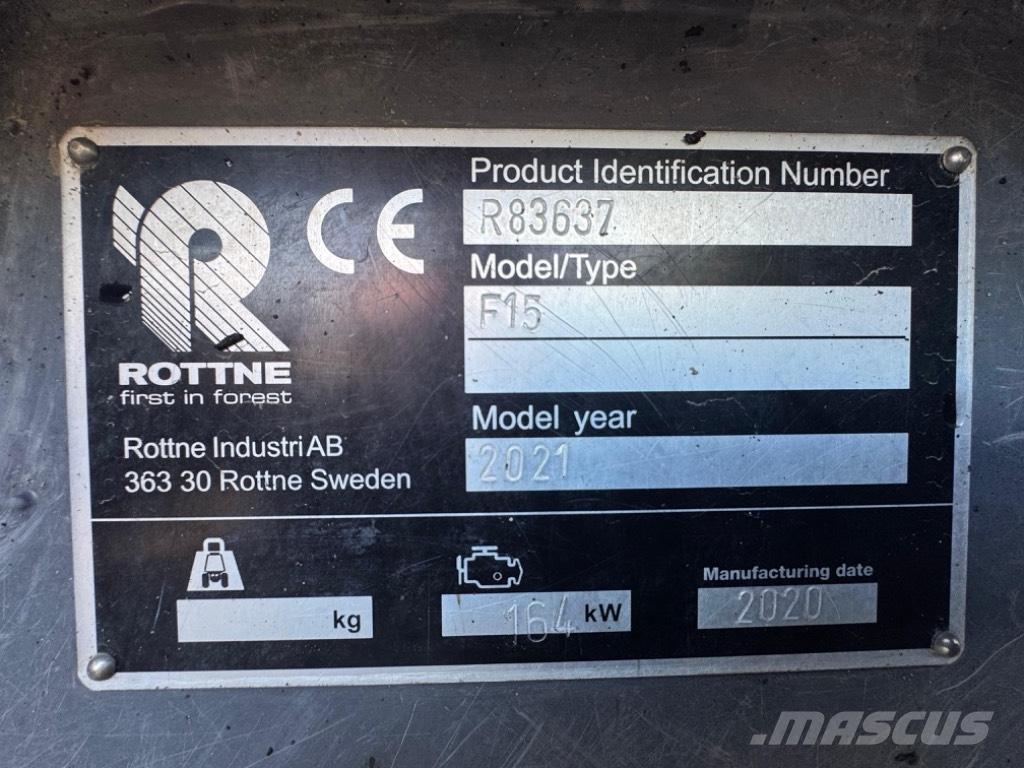 ROTTNE
first in forest
Rottne Industri AB
363 30 Rottne Sweden
CE
Product Identification Number
R83637
Model/Type
F15
Model year
2021
kg
164 kW
Manufacturing date
2020
MASCUS